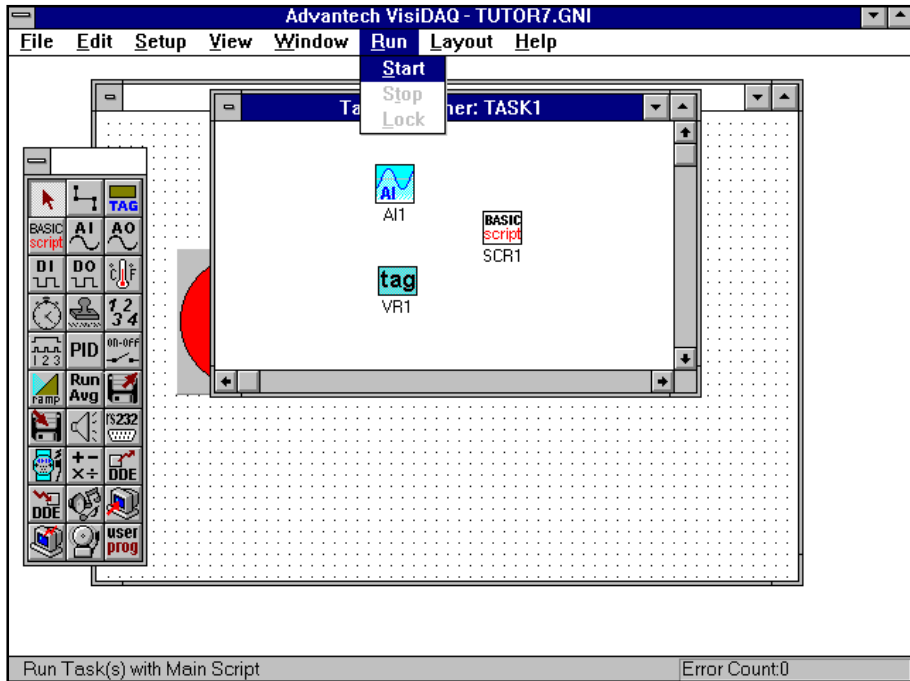 Advantech VisiDAQ - TUTOR7.GNI
File Edit Setup View Window Run Layout Help
Start
Stop
Lock
Ta ner: TASK1
AI
AI1
BASIC
script
SCR1
tag
VR1
TAG
BASIC
script
AI
AO
DI
DO
°C °F
1 2
3 4
1 2 3
PID
on-off
ramp
Run
Avg
rs232
+ -
× ÷
DDE
DDE
user
prog
Run Task(s) with Main Script
Error Count:0